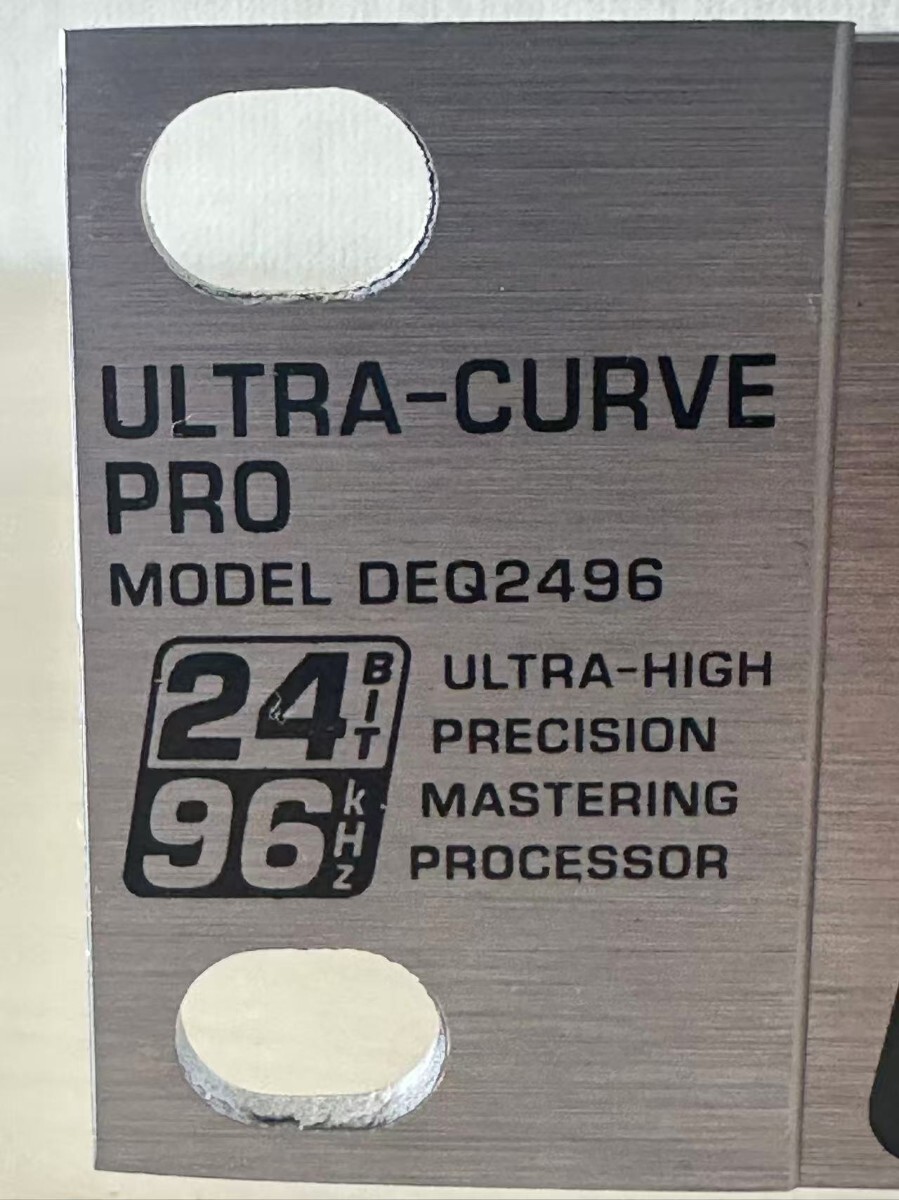 ULTRA-CURVE
PRO
MODEL DEQ2496
24 BIT
96 kHz
ULTRA-HIGH
PRECISION
MASTERING
PROCESSOR